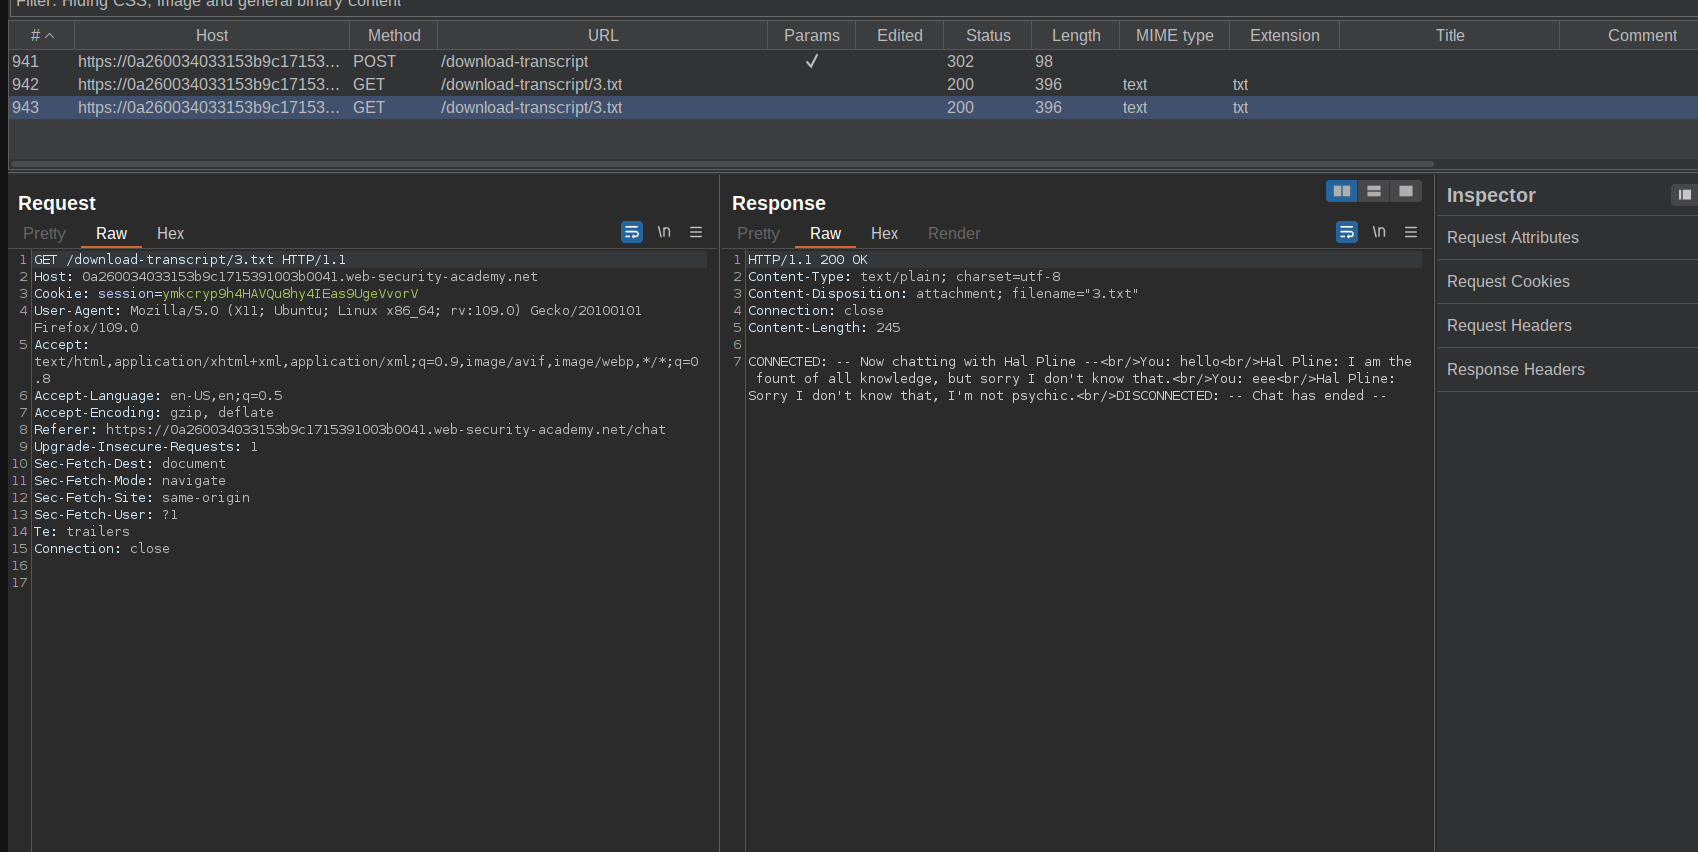 Filter: Hiding CSS, image and general binary content
# Host Method URL Params Edited Status Length MIME type Extension Title Comment
941 https://0a260034033153b9c17153... POST /download-transcript ✓ 302 98
942 https://0a260034033153b9c17153... GET /download-transcript/3.txt 200 396 text txt
943 https://0a260034033153b9c17153... GET /download-transcript/3.txt 200 396 text txt
Request
Pretty Raw Hex \n
1 GET /download-transcript/3.txt HTTP/1.1
2 Host: 0a260034033153b9c1715391003b0041.web-security-academy.net
3 Cookie: session=ymkcryp9h4HAVQu8hy4IEas9UgeVvorV
4 User-Agent: Mozilla/5.0 (X11; Ubuntu; Linux x86_64; rv:109.0) Gecko/20100101
Firefox/109.0
5 Accept:
text/html,application/xhtml+xml,application/xml;q=0.9,image/avif,image/webp,*/*;q=0
.8
6 Accept-Language: en-US,en;q=0.5
7 Accept-Encoding: gzip, deflate
8 Referer: https://0a260034033153b9c1715391003b0041.web-security-academy.net/chat
9 Upgrade-Insecure-Requests: 1
10 Sec-Fetch-Dest: document
11 Sec-Fetch-Mode: navigate
12 Sec-Fetch-Site: same-origin
13 Sec-Fetch-User: ?1
14 Te: trailers
15 Connection: close
16
17
Response
Pretty Raw Hex Render \n
1 HTTP/1.1 200 OK
2 Content-Type: text/plain; charset=utf-8
3 Content-Disposition: attachment; filename="3.txt"
4 Connection: close
5 Content-Length: 245
6
7 CONNECTED: -- Now chatting with Hal Pline --<br/>You: hello<br/>Hal Pline: I am the
fount of all knowledge, but sorry I don't know that.<br/>You: eee<br/>Hal Pline:
Sorry I don't know that, I'm not psychic.<br/>DISCONNECTED: -- Chat has ended --
Inspector
Request Attributes
Request Cookies
Request Headers
Response Headers